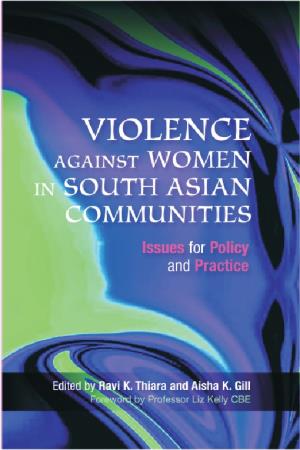 VIOLENCE
AGAINST WOMEN
IN SOUTH ASIAN
COMMUNITIES
Issues for Policy
and Practice
Edited by Ravi K. Thiara and Aisha K. Gill
Foreword by Professor Liz Kelly CBE